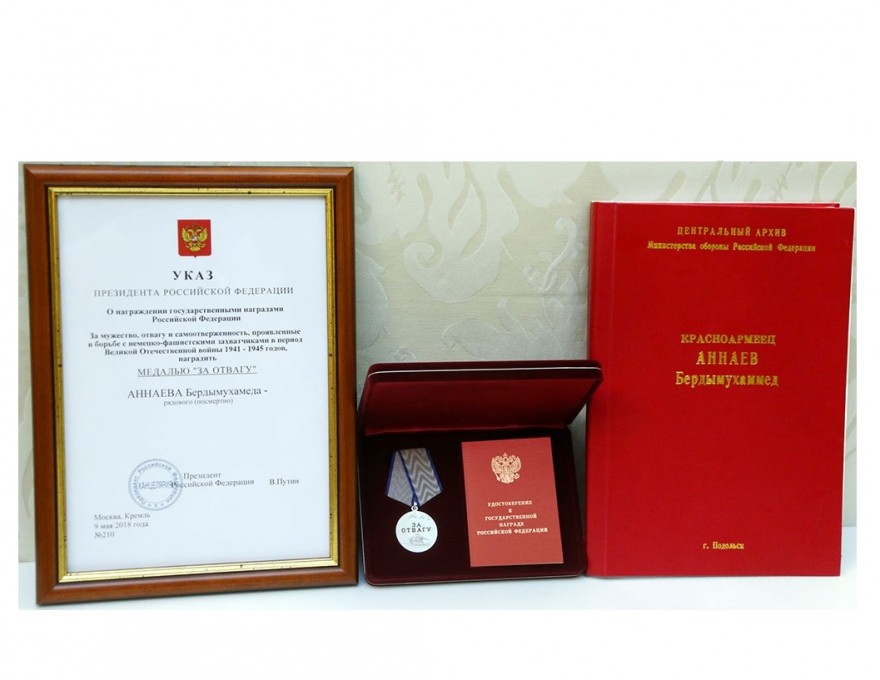 УКАЗ
ПРЕЗИДЕНТА РОССИЙСКОЙ ФЕДЕРАЦИИ
О награждении государственными наградами
Российской Федерации
За мужество, отвагу и самоотверженность, проявленные
в борьбе с немецко-фашистскими захватчиками в период
Великой Отечественной войны 1941 - 1945 годов,
наградить
МЕДАЛЬЮ "ЗА ОТВАГУ"
АННАЕВА Бердымухамеда -
рядового (посмертно)
Президент
Российской Федерации В.Путин
КАНЦЕЛЯРИЯ
Москва, Кремль
9 мая 2018 года
№210
ЗА
ОТВАГУ
УДОСТОВЕРЕНИЕ
К
ГОСУДАРСТВЕННОЙ
НАГРАДЕ
РОССИЙСКОЙ ФЕДЕРАЦИИ
ЦЕНТРАЛЬНЫЙ АРХИВ
Министерства обороны Российской Федерации
КРАСНОАРМЕЕЦ
АННАЕВ
Бердымухаммед
г. Подольск